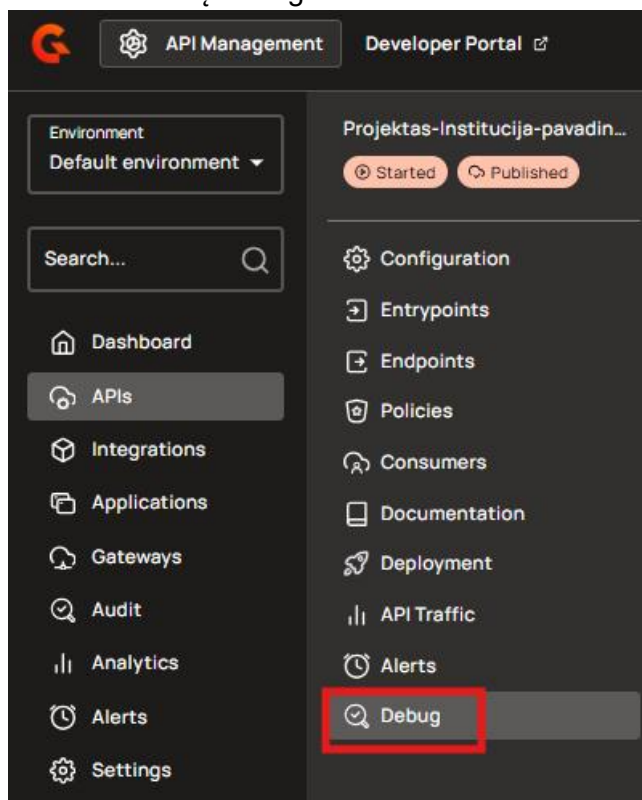 API Management
Developer Portal
Environment
Default environment
Search...
Dashboard
APIs
Integrations
Applications
Gateways
Audit
Analytics
Alerts
Settings
Projektas-Institucija-pavadin...
Started
Published
Configuration
Entrypoints
Endpoints
Policies
Consumers
Documentation
Deployment
API Traffic
Alerts
Debug